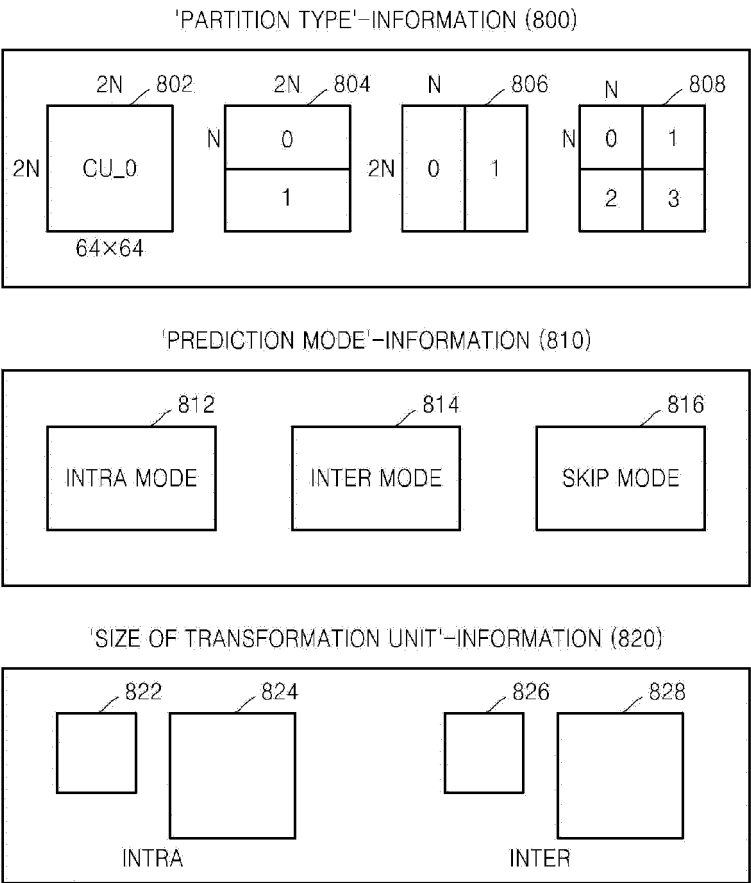 'PARTITION TYPE'-INFORMATION (800)
2N 802 2N 804 N 806 N 808
2N CU_0 N 0 2N 0 1 N 0 1
1 2 3
64×64
'PREDICTION MODE'-INFORMATION (810)
812 814 816
INTRA MODE INTER MODE SKIP MODE
'SIZE OF TRANSFORMATION UNIT'-INFORMATION (820)
822 824 826 828
INTRA INTER